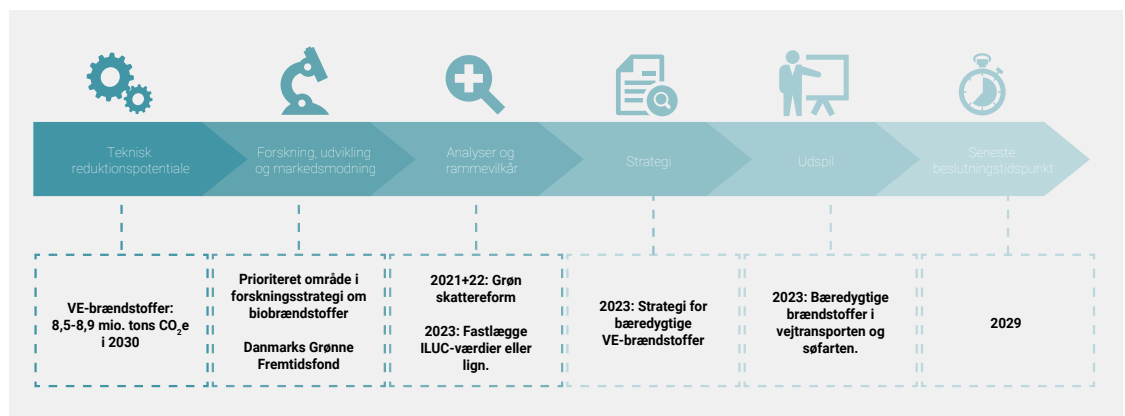 Teknisk
reduktionspotentiale
Forskning, udvikling
og markedsmodning
Analyser og
rammevilkår
Strategi
Udspil
Seneste
beslutningstidspunkt
VE-brændstoffer:
8,5-8,9 mio. tons CO₂e
i 2030
Prioriteret område i
forskningsstrategi om
biobrændstoffer
Danmarks Grønne
Fremtidsfond
2021+22: Grøn
skattereform
2023: Fastlægge
ILUC-værdier eller
lign.
2023: Strategi for
bæredygtige
VE-brændstoffer
2023: Bæredygtige
brændstoffer i
vejtransporten og
søfarten.
2029